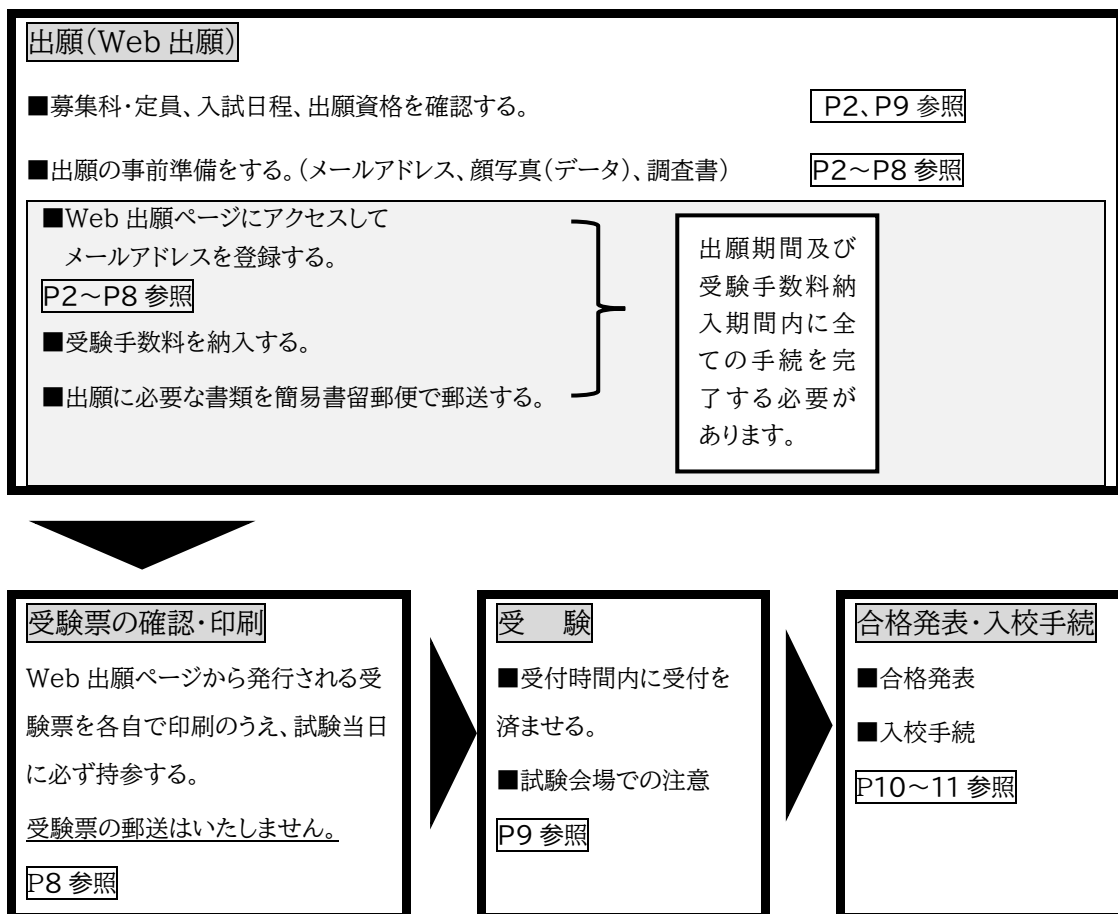 出願(Web 出願)
■募集科・定員、入試日程、出願資格を確認する。 P2、P9 参照
■出願の事前準備をする。(メールアドレス、顔写真(データ)、調査書) P2~P8 参照
■Web 出願ページにアクセスして
メールアドレスを登録する。
P2~P8 参照
■受験手数料を納入する。
■出願に必要な書類を簡易書留郵便で郵送する。
出願期間及び
受験手数料納
入期間内に全
ての手続を完
了する必要が
あります。
受験票の確認・印刷
Web 出願ページから発行される受
験票を各自で印刷のうえ、試験当日
に必ず持参する。
受験票の郵送はいたしません。
P8 参照
受 験
■受付時間内に受付を
済ませる。
■試験会場での注意
P9 参照
合格発表・入校手続
■合格発表
■入校手続
P10~11 参照